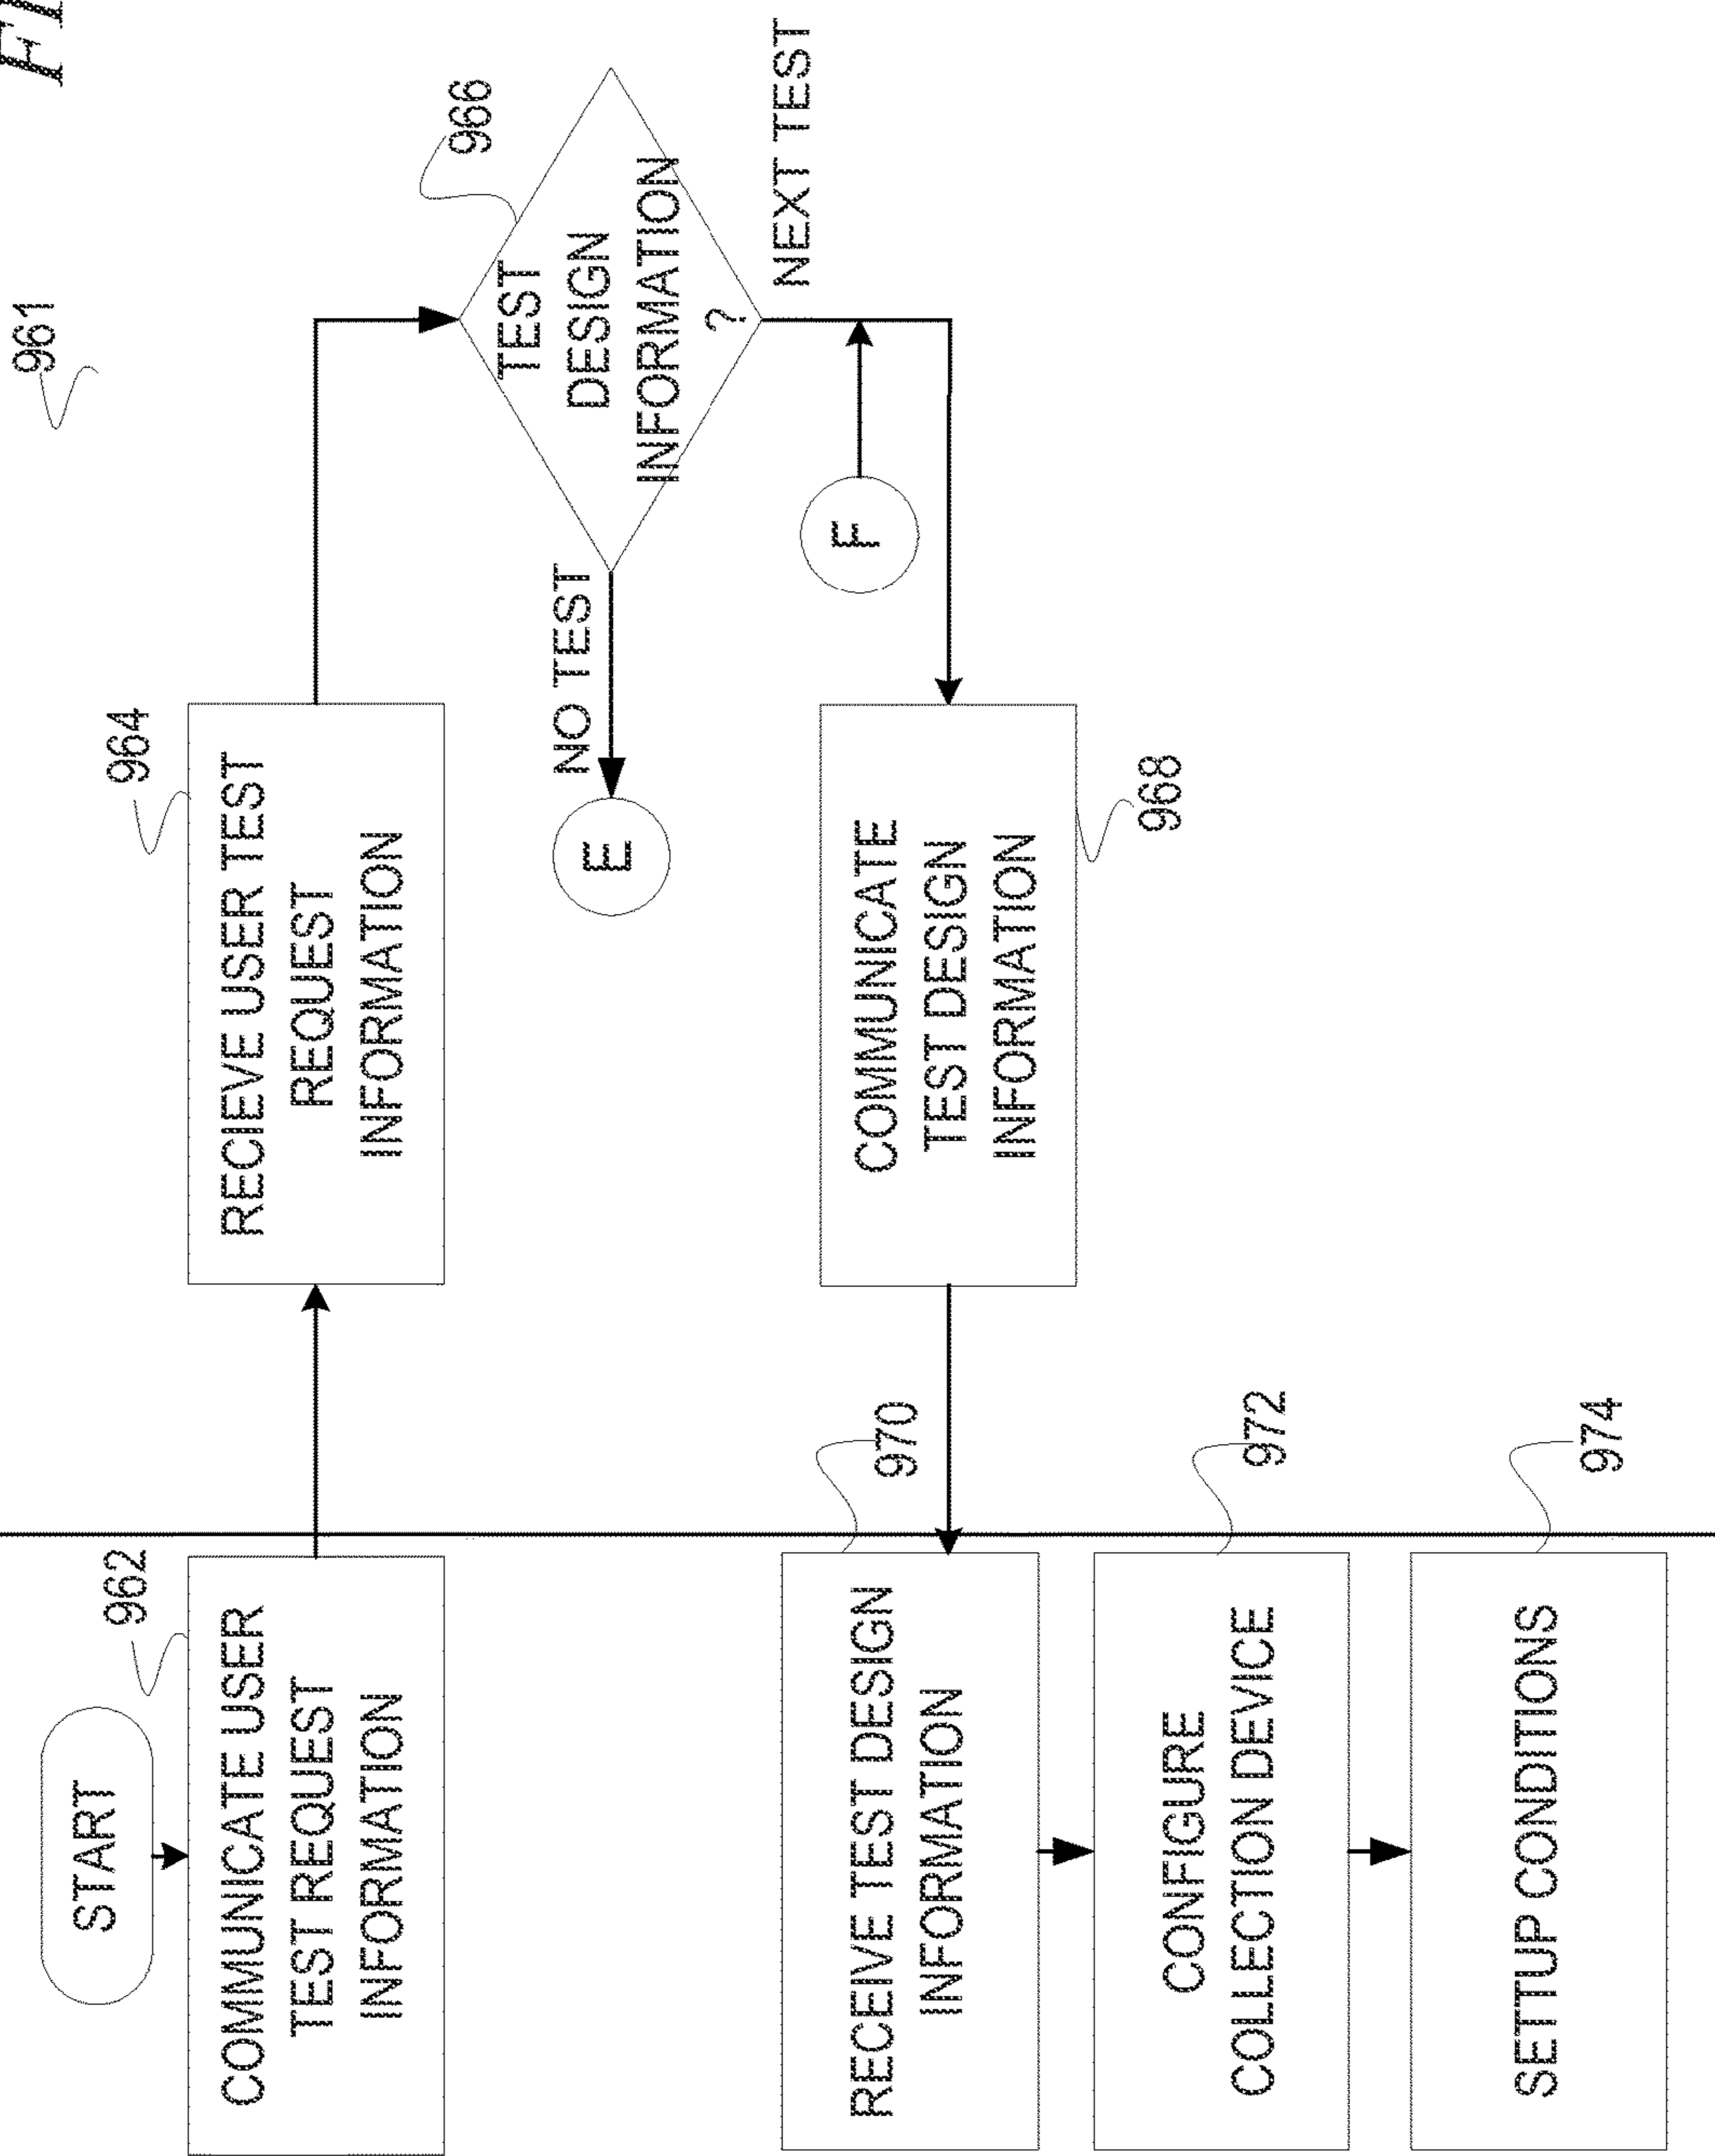 FI
961
START
962
COMMUNICATE USER
TEST REQUEST
INFORMATION
964
RECIEVE USER TEST
REQUEST
INFORMATION
966
TEST
DESIGN
INFORMATION
?
NO TEST
E
NEXT TEST
F
COMMUNICATE
TEST DESIGN
INFORMATION
968
970
RECEIVE TEST DESIGN
INFORMATION
972
CONFIGURE
COLLECTION DEVICE
974
SETTUP CONDITIONS